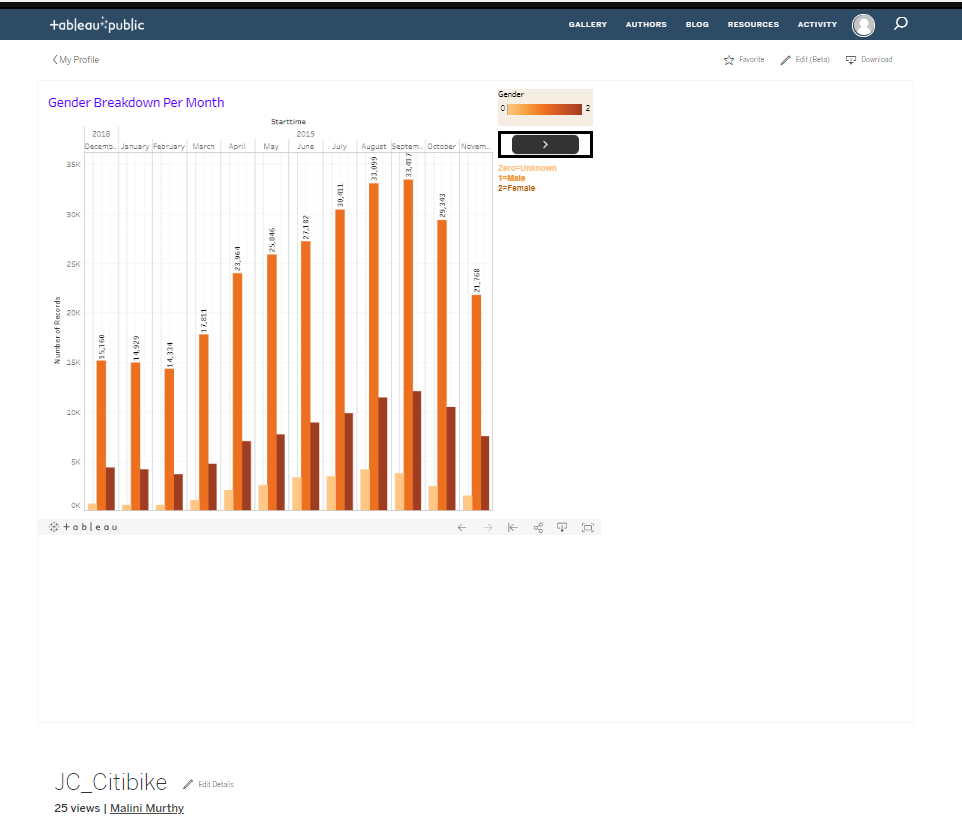 +ableau public
GALLERY AUTHORS BLOG RESOURCES ACTIVITY
My Profile
Favorite Edit (Beta) Download
Gender Breakdown Per Month
Gender
0 2
Starttime
2018 2019
Decemb.. January February March April May June July August Septem.. October Novem..
Zero=Unknown
1=Male
2=Female
Number of Records
35K
30K
25K
20K
15K
10K
5K
0K
15,160
14,929
14,334
17,811
23,964
25,846
27,182
30,411
33,099
33,417
29,343
21,768
+ableau
JC_Citibike Edit Details
25 views | Malini Murthy